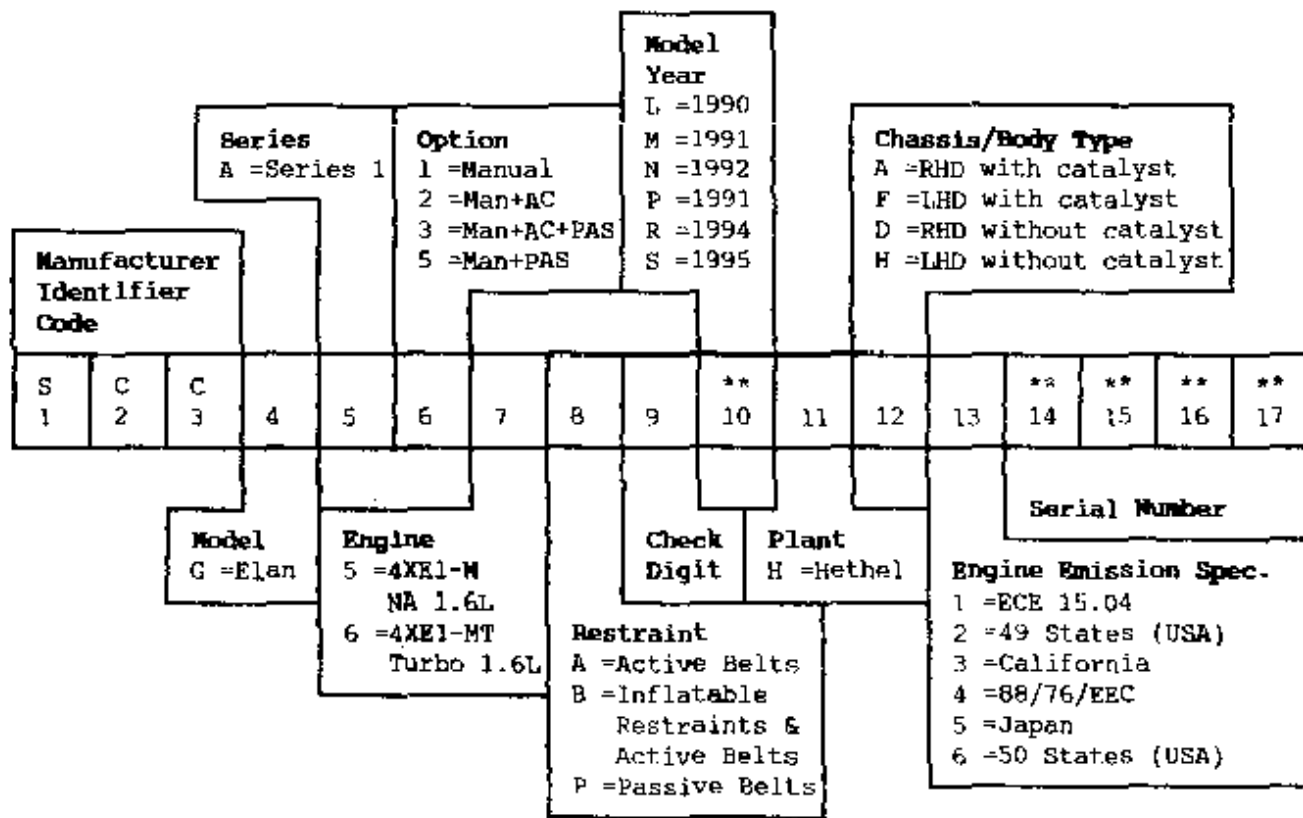 Model
Year
L =1990
M =1991
N =1992
P =1991
R =1994
S =1995
Series
A =Series 1
Option
1 =Manual
2 =Man+AC
3 =Man+AC+PAS
5 =Man+PAS
Chassis/Body Type
A =RHD with catalyst
F =LHD with catalyst
D =RHD without catalyst
H =LHD without catalyst
Manufacturer
Identifier
Code
S C C ** ** ** ** **
1 2 3 4 5 6 7 8 9 10 11 12 13 14 15 16 17
Model
G =Elan
Engine
5 =4XE1-M
NA 1.6L
6 =4XE1-MT
Turbo 1.6L
Restraint
A =Active Belts
B =Inflatable
Restraints &
Active Belts
P =Passive Belts
Check
Digit
Plant
H =Hethel
Serial Number
Engine Emission Spec.
1 =ECE 15.04
2 =49 States (USA)
3 =California
4 =88/76/EEC
5 =Japan
6 =50 States (USA)